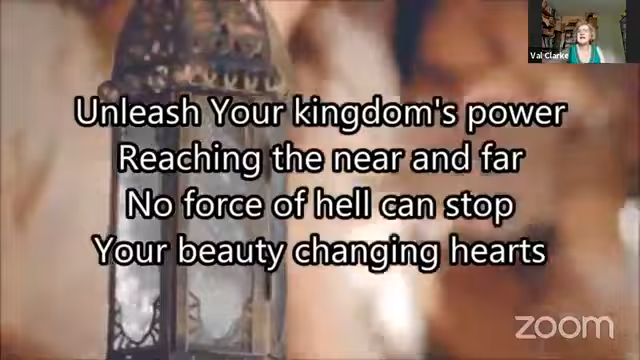 Val Clarke
Unleash Your kingdom's power
Reaching the near and far
No force of hell can stop
Your beauty changing hearts
zoom